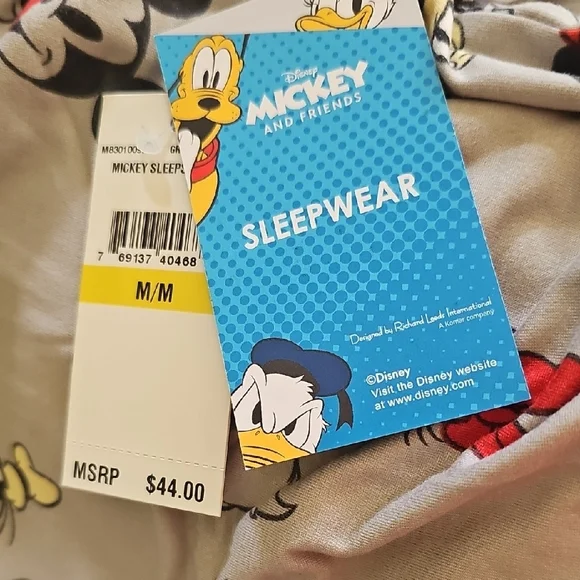 Disney
MICKEY
AND FRIENDS
SLEEPWEAR
Designed by Richard Leeds International
A Komar company
©Disney
Visit the Disney website
at www.disney.com
MICKEY
7 69137 40468
M/M
MSRP $44.00